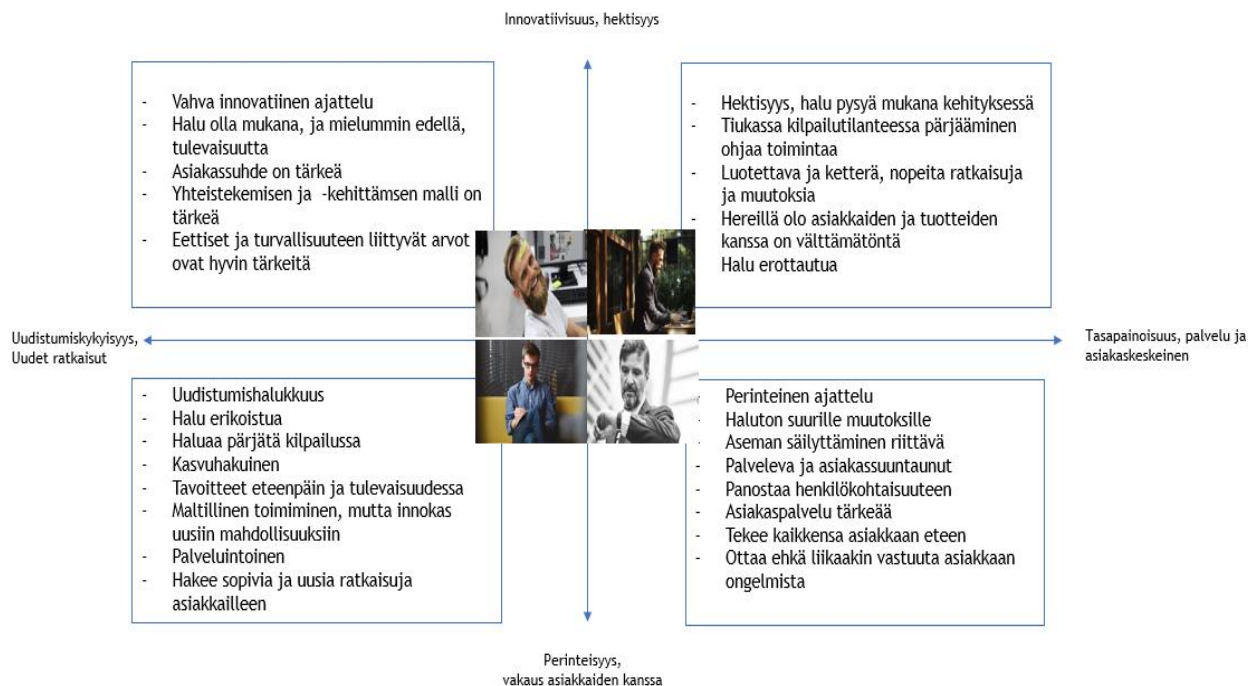 Innovatiivisuus, hektisyys
- Vahva innovatiinen ajattelu
- Halu olla mukana, ja mielummin edellä,
tulevaisuutta
- Asiakassuhde on tärkeä
- Yhteistekemisen ja -kehittämsen malli on
tärkeä
- Eettiset ja turvallisuuteen liittyvät arvot
ovat hyvin tärkeitä
- Hektisyys, halu pysyä mukana kehityksessä
- Tiukassa kilpailutilanteessa pärjääminen
ohjaa toimintaa
- Luotettava ja ketterä, nopeita ratkaisuja
ja muutoksia
- Hereillä olo asiakkaiden ja tuotteiden
kanssa on välttämätöntä
Halu erottautua
Uudistumiskykyisyys,
Uudet ratkaisut
Tasapainoisuus, palvelu ja
asiakaskeskeinen
- Uudistumishalukkuus
- Halu erikoistua
- Haluaa pärjätä kilpailussa
- Kasvuhakuinen
- Tavoitteet eteenpäin ja tulevaisuudessa
- Maltillinen toimiminen, mutta innokas
uusiin mahdollisuuksiin
- Palveluintoinen
- Hakee sopivia ja uusia ratkaisuja
asiakkailleen
- Perinteinen ajattelu
- Haluton suurille muutoksille
- Aseman säilyttäminen riittävä
- Palveleva ja asiakassuuntaunut
- Panostaa henkilökohtaisuuteen
- Asiakaspalvelu tärkeää
- Tekee kaikkensa asiakkaan eteen
- Ottaa ehkä liikaakin vastuuta asiakkaan
ongelmista
Perinteisyys,
vakaus asiakkaiden kanssa